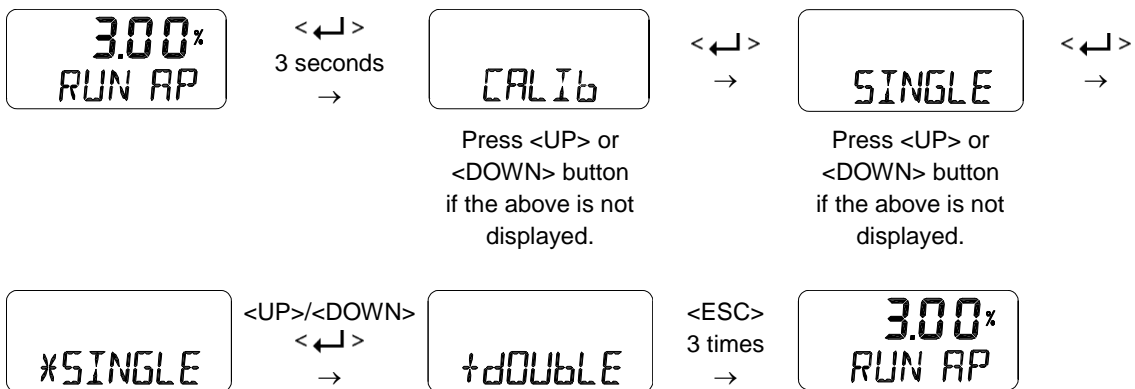 3.00%
RUN AP
<↵>
3 seconds
→
CALIb
Press <UP> or
<DOWN> button
if the above is not
displayed.
<↵>
→
SINGLE
Press <UP> or
<DOWN> button
if the above is not
displayed.
<↵>
→
*SINGLE
<UP>/<DOWN>
<↵>
→
+dOUbLE
<ESC>
3 times
→
3.00%
RUN AP